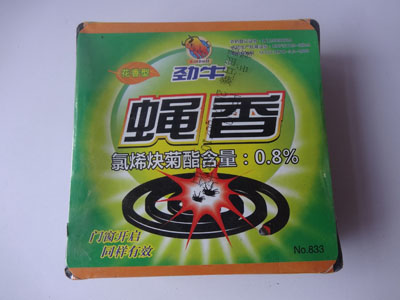 花香型
劲牛
蝇香
氯烯炔菊酯含量：0.8%
门窗开启
同样有效
No.833